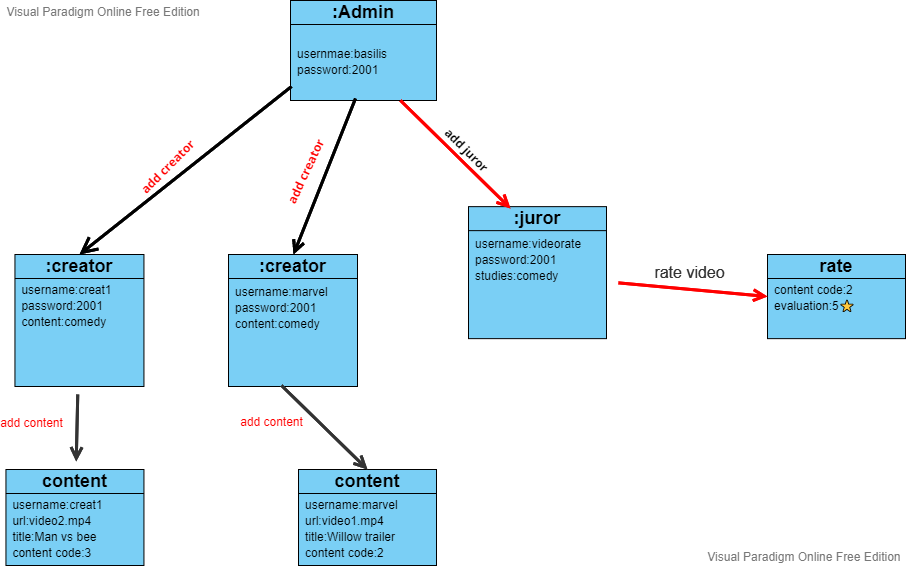 Visual Paradigm Online Free Edition
:Admin
usernmae:basilis
password:2001
add creator
add creator
add juror
:juror
username:videorate
password:2001
studies:comedy
:creator
username:creat1
password:2001
content:comedy
:creator
username:marvel
password:2001
content:comedy
rate video
rate
content code:2
evaluation:5⭐
add content
add content
content
username:creat1
url:video2.mp4
title:Man vs bee
content code:3
content
username:marvel
url:video1.mp4
title:Willow trailer
content code:2
Visual Paradigm Online Free Edition